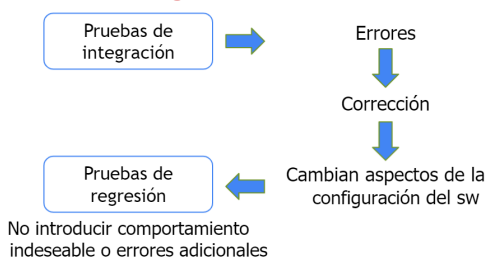 Pruebas de
integración
Errores
Corrección
Cambian aspectos de la
configuración del sw
Pruebas de
regresión
No introducir comportamiento
indeseable o errores adicionales